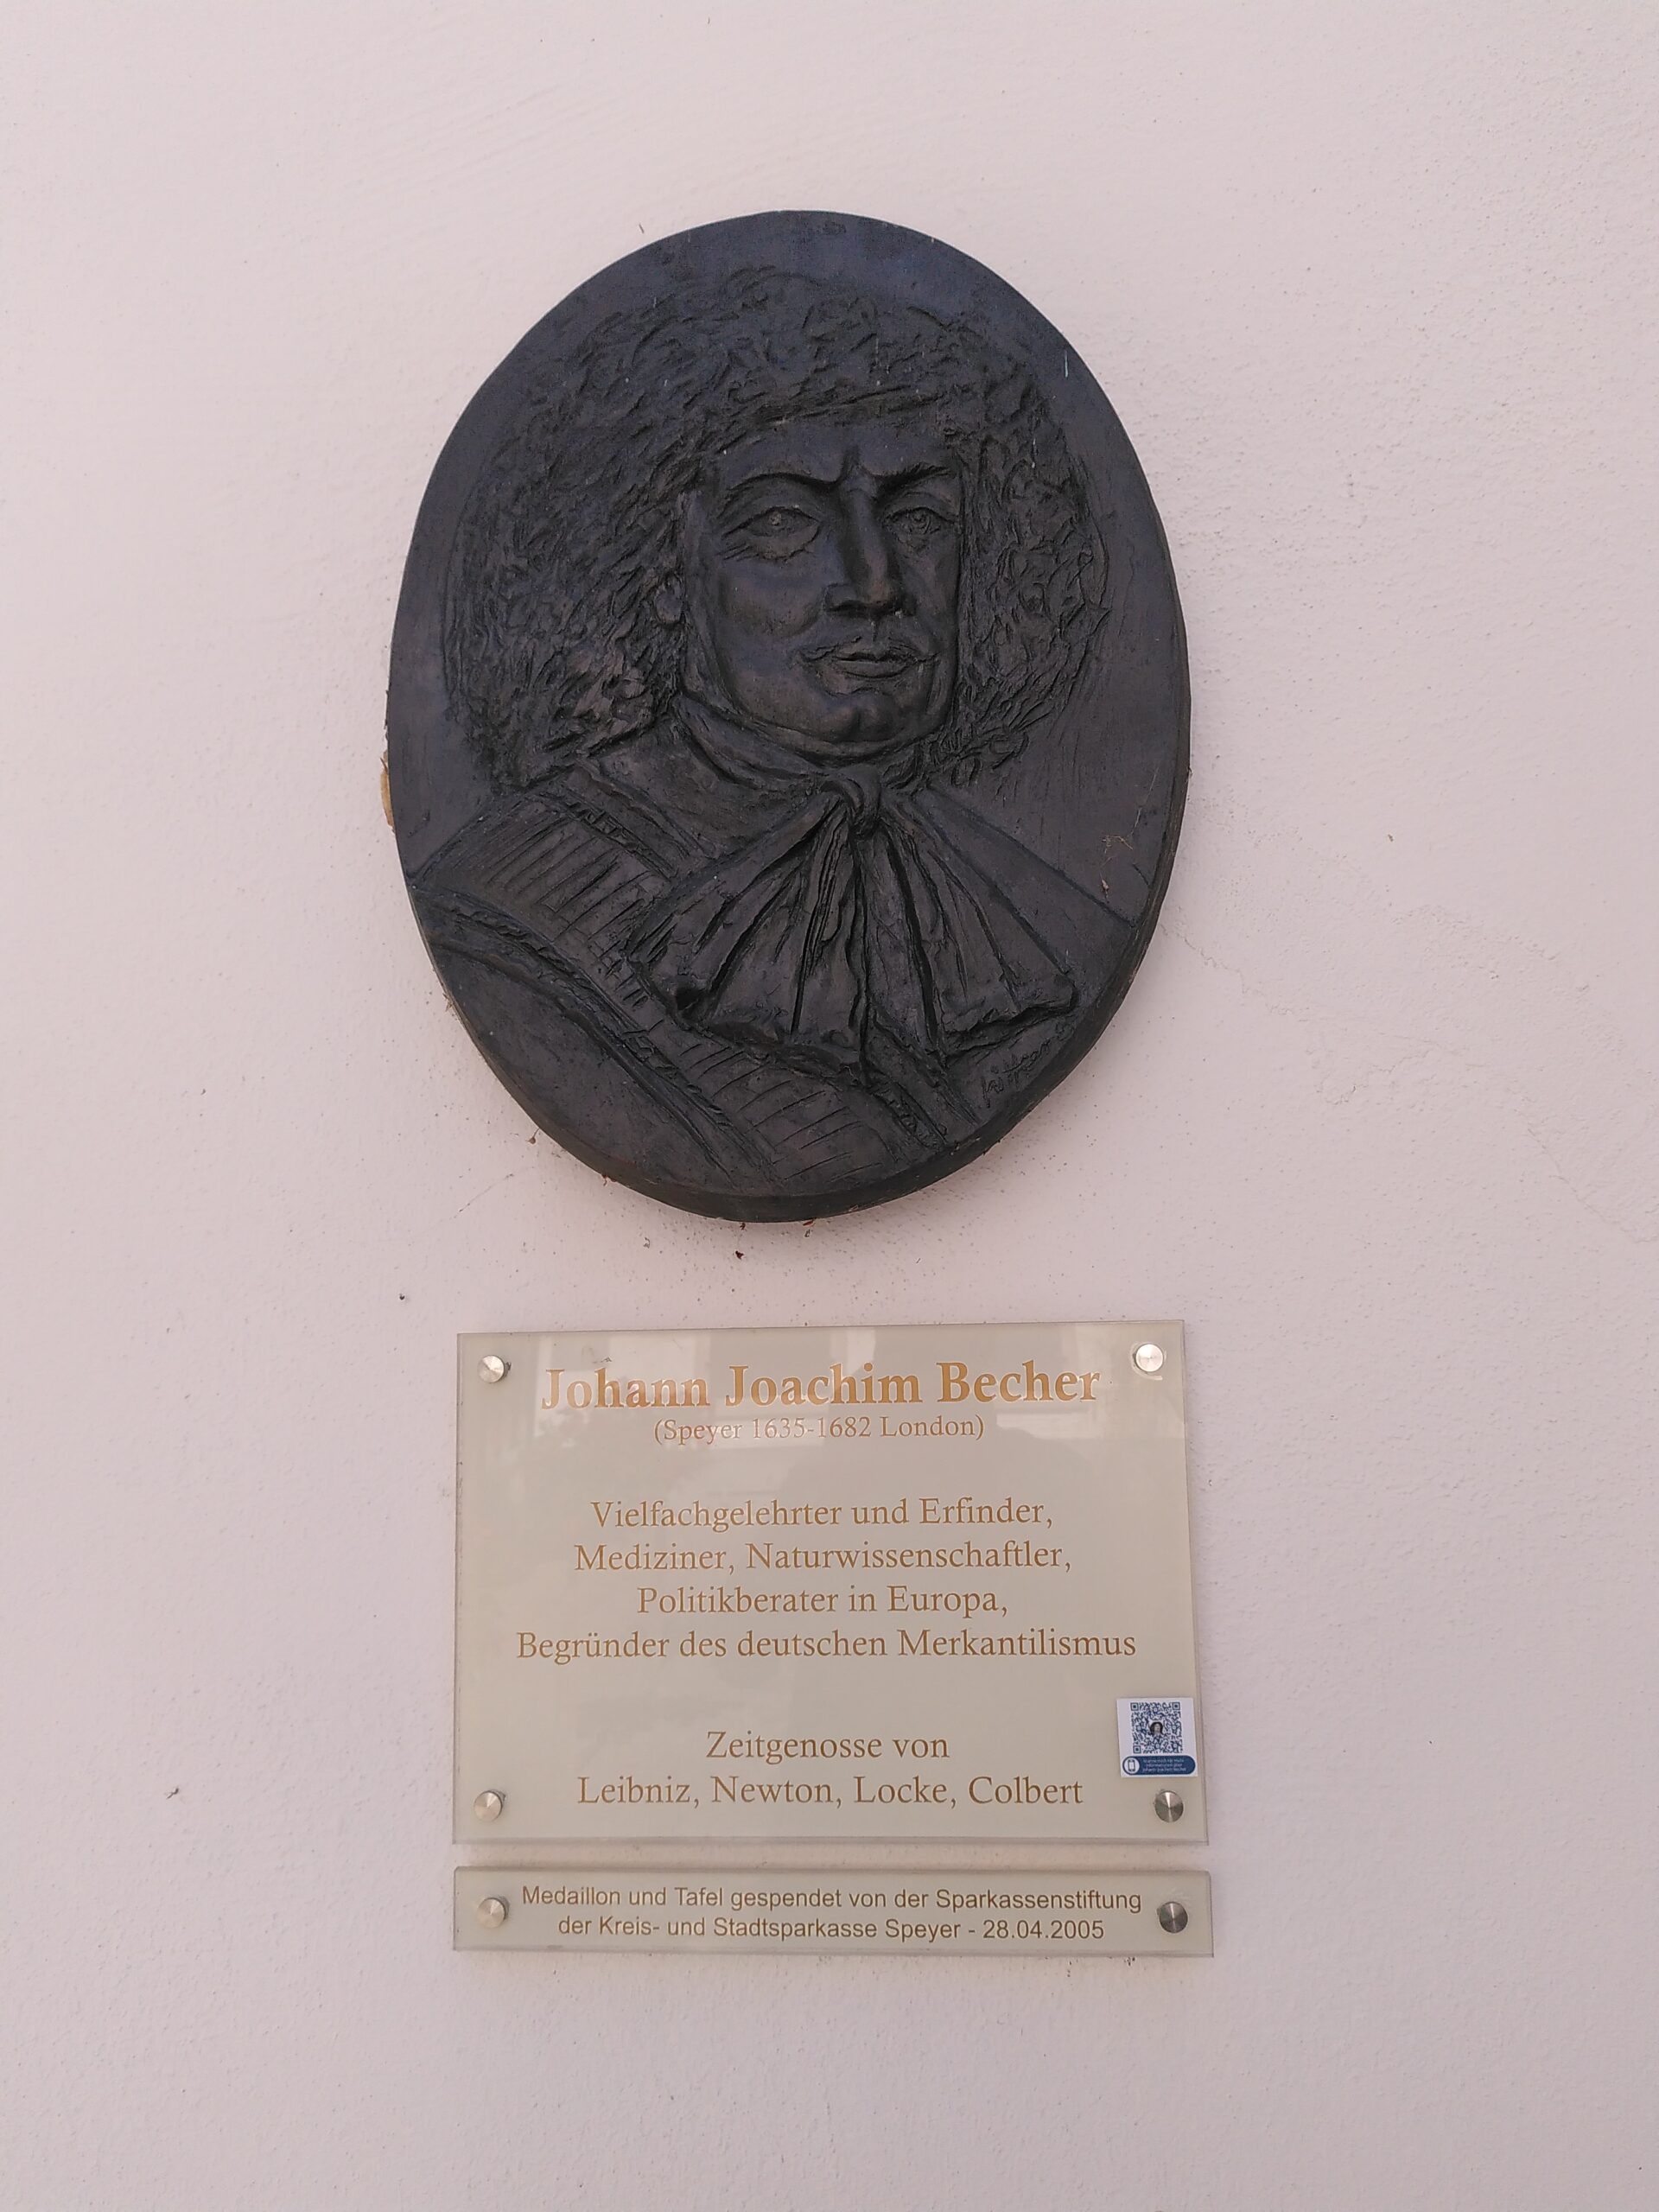 Johann Joachim Becher
(Speyer 1635-1682 London)
Vielfachgelehrter und Erfinder,
Mediziner, Naturwissenschaftler,
Politikberater in Europa,
Begründer des deutschen Merkantilismus
Zeitgenosse von
Leibniz, Newton, Locke, Colbert
Medaillon und Tafel gespendet von der Sparkassenstiftung
der Kreis- und Stadtsparkasse Speyer - 28.04.2005